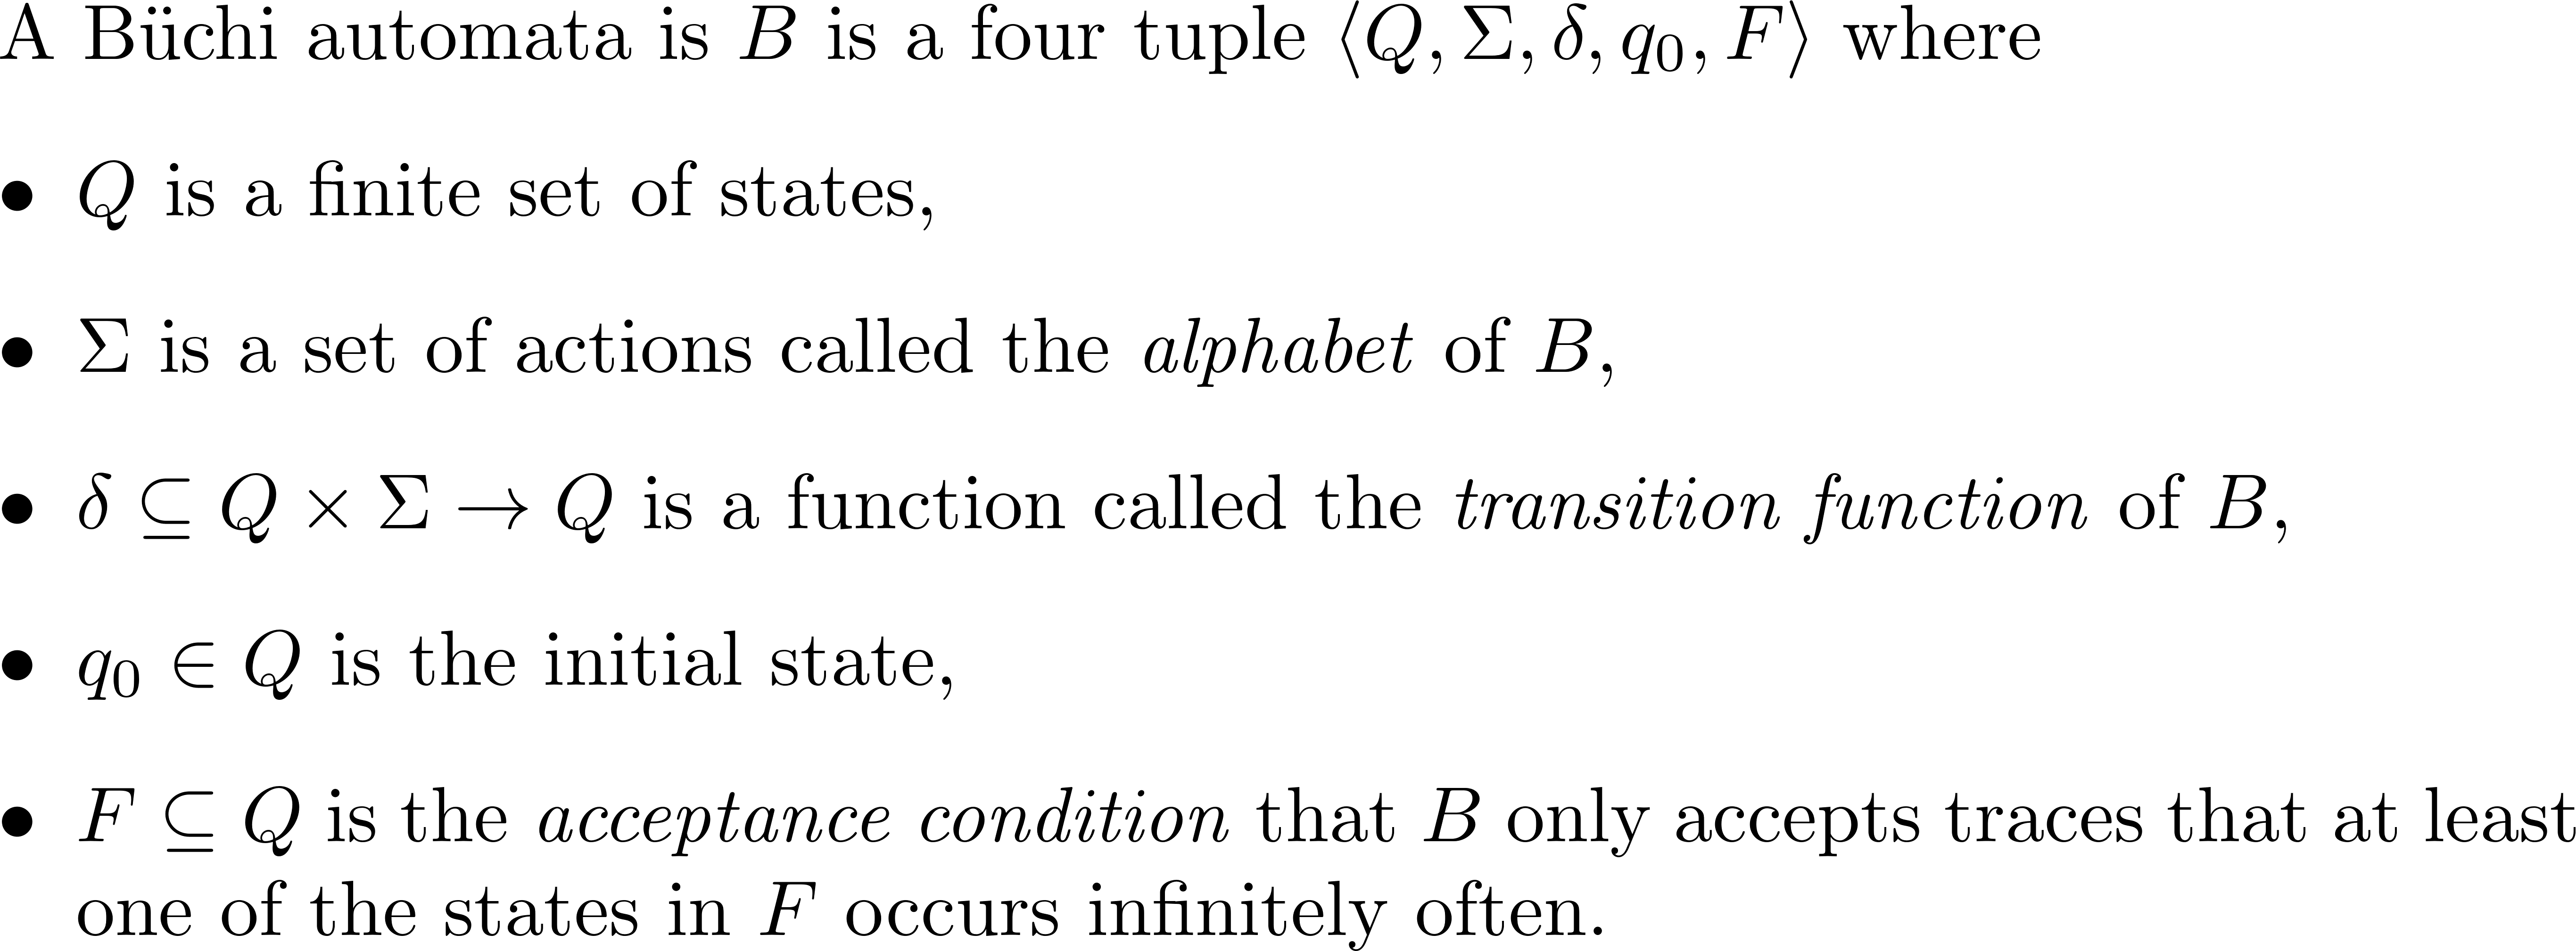 A Büchi automata is B is a four tuple ⟨Q, Σ, δ, q₀, F⟩ where
• Q is a finite set of states,
• Σ is a set of actions called the alphabet of B,
• δ ⊆ Q × Σ → Q is a function called the transition function of B,
• q₀ ∈ Q is the initial state,
• F ⊆ Q is the acceptance condition that B only accepts traces that at least
one of the states in F occurs infinitely often.